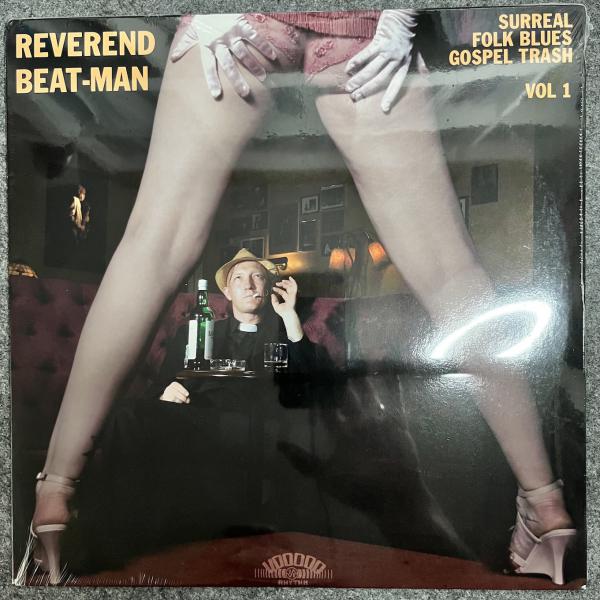 REVEREND
BEAT-MAN
SURREAL
FOLK BLUES
GOSPEL TRASH
VOL 1
VOODOO
RHYTHM